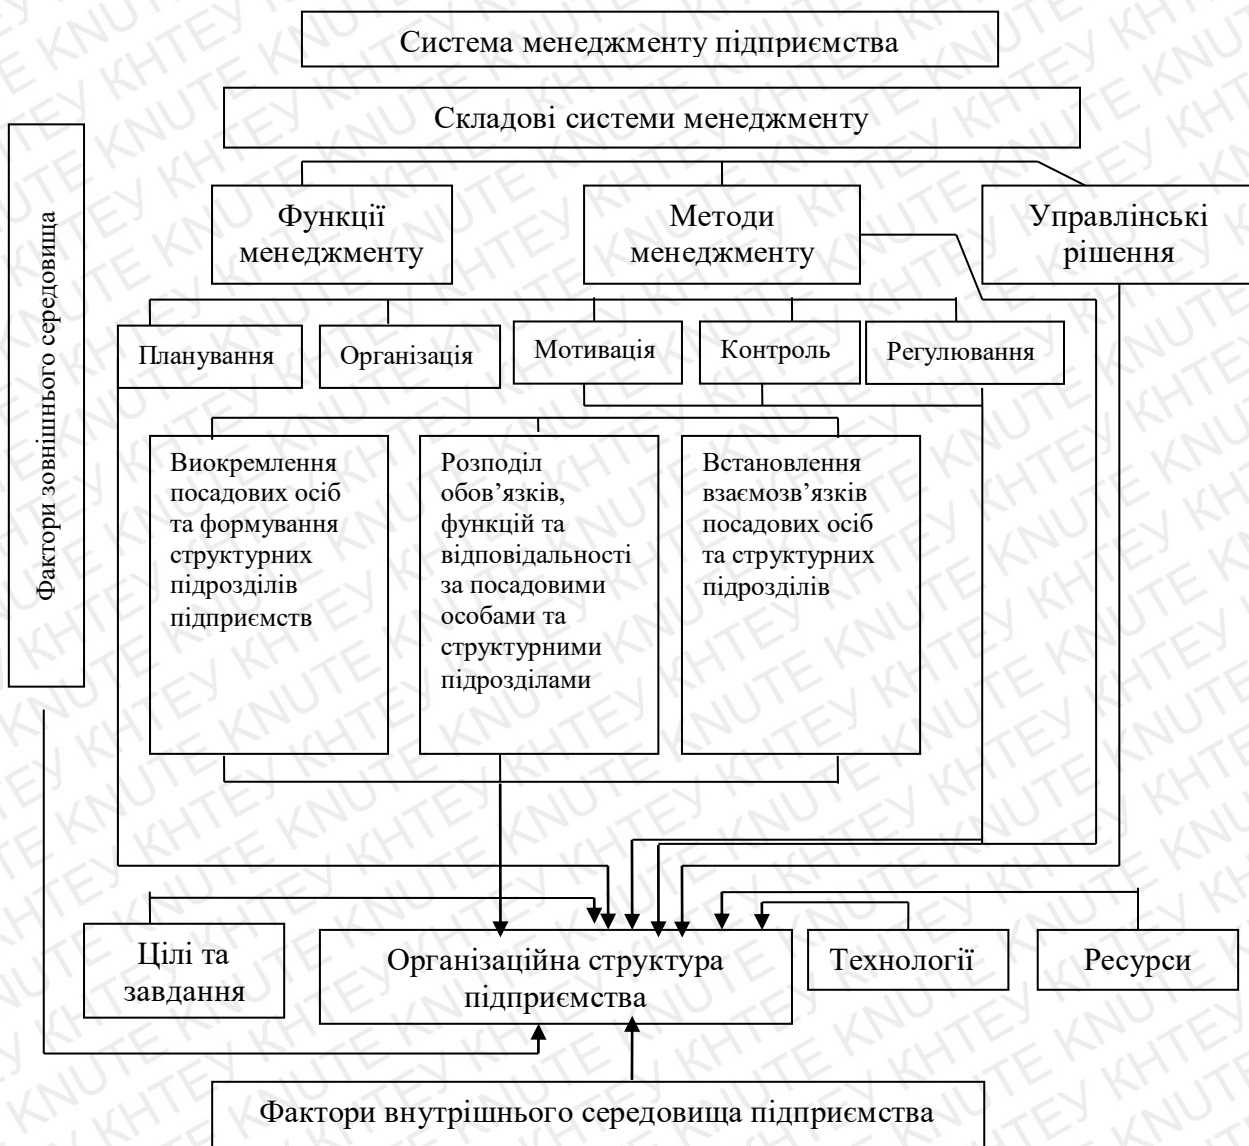 Система менеджменту підприємства
Складові системи менеджменту
Фактори зовнішнього середовища
Функції
менеджменту
Методи
менеджменту
Управлінські
рішення
Планування
Організація
Мотивація
Контроль
Регулювання
Виокремлення
посадових осіб
та формування
структурних
підрозділів
підприємств
Розподіл
обов’язків,
функцій та
відповідальності
за посадовими
особами та
структурними
підрозділами
Встановлення
взаємозв’язків
посадових осіб
та структурних
підрозділів
Цілі та
завдання
Організаційна структура
підприємства
Технології
Ресурси
Фактори внутрішнього середовища підприємства